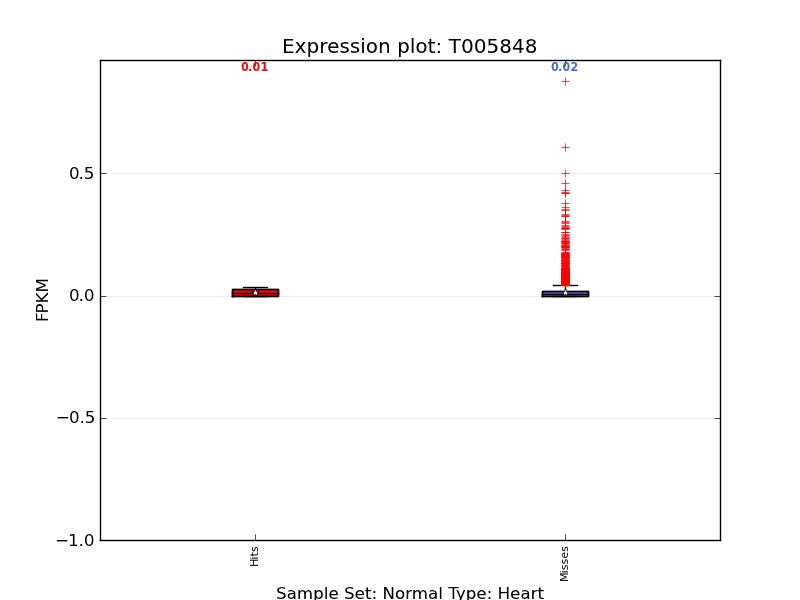 Expression plot: T005848
0.01
0.02
0.5
0.0
−0.5
−1.0
FPKM
Hits
Misses
Sample Set: Normal Type: Heart